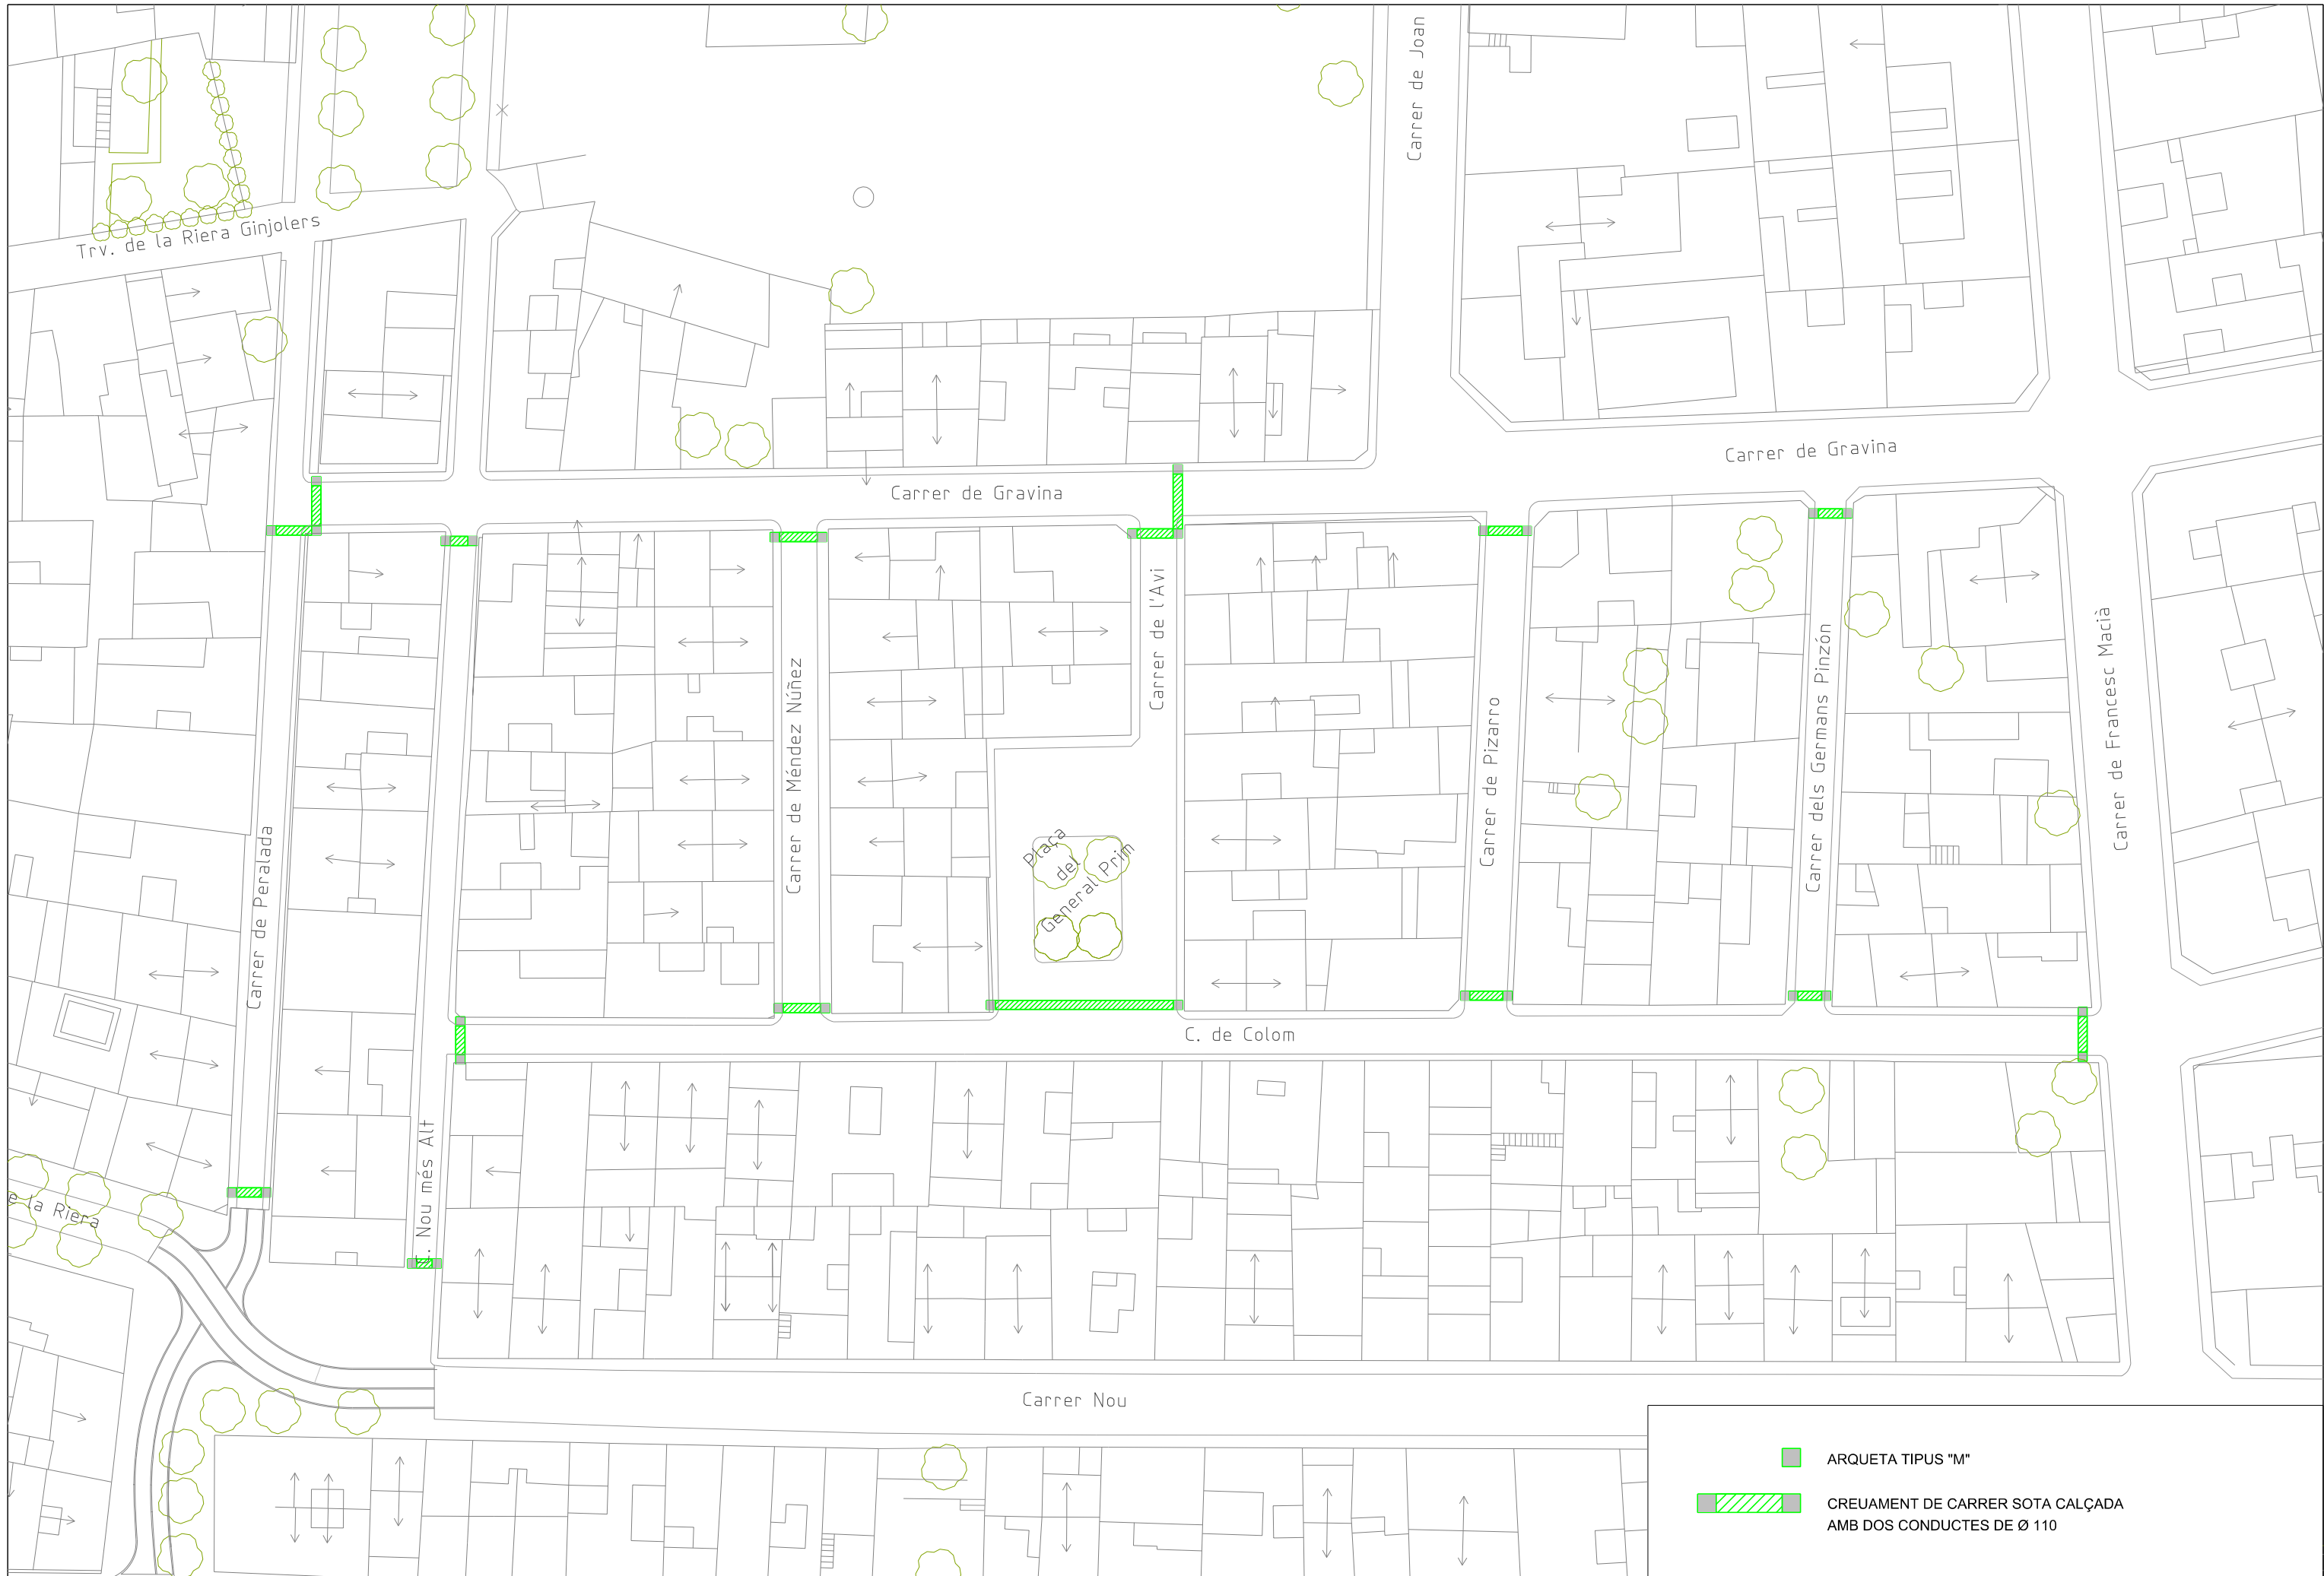 Carrer de Joan
Trv. de la Riera Ginjolers
Carrer de Gravina
Carrer de Gravina
Carrer de Peralada
Carrer de Méndez Núñez
Carrer de l'Avi
Carrer de Pizarro
Carrer dels Germans Pinzón
Carrer de Francesc Macià
Plaça
del
General Prim
C. de Colom
la Riera
C. Nou més Alt
Carrer Nou
ARQUETA TIPUS "M"
CREUAMENT DE CARRER SOTA CALÇADA
AMB DOS CONDUCTES DE Ø 110